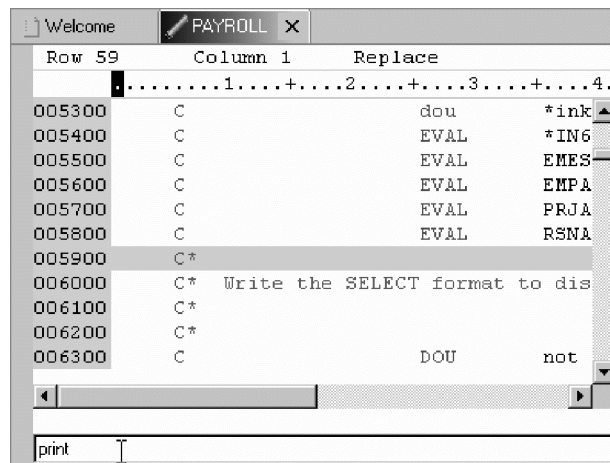 Welcome PAYROLL
Row 59 Column 1 Replace
.........1....+....2....+....3....+....4.
005300 C dou *ink
005400 C EVAL *IN6
005500 C EVAL EMES
005600 C EVAL EMPA
005700 C EVAL PRJA
005800 C EVAL RSNA
005900 C*
006000 C* Write the SELECT format to dis
006100 C*
006200 C*
006300 C DOU not
print